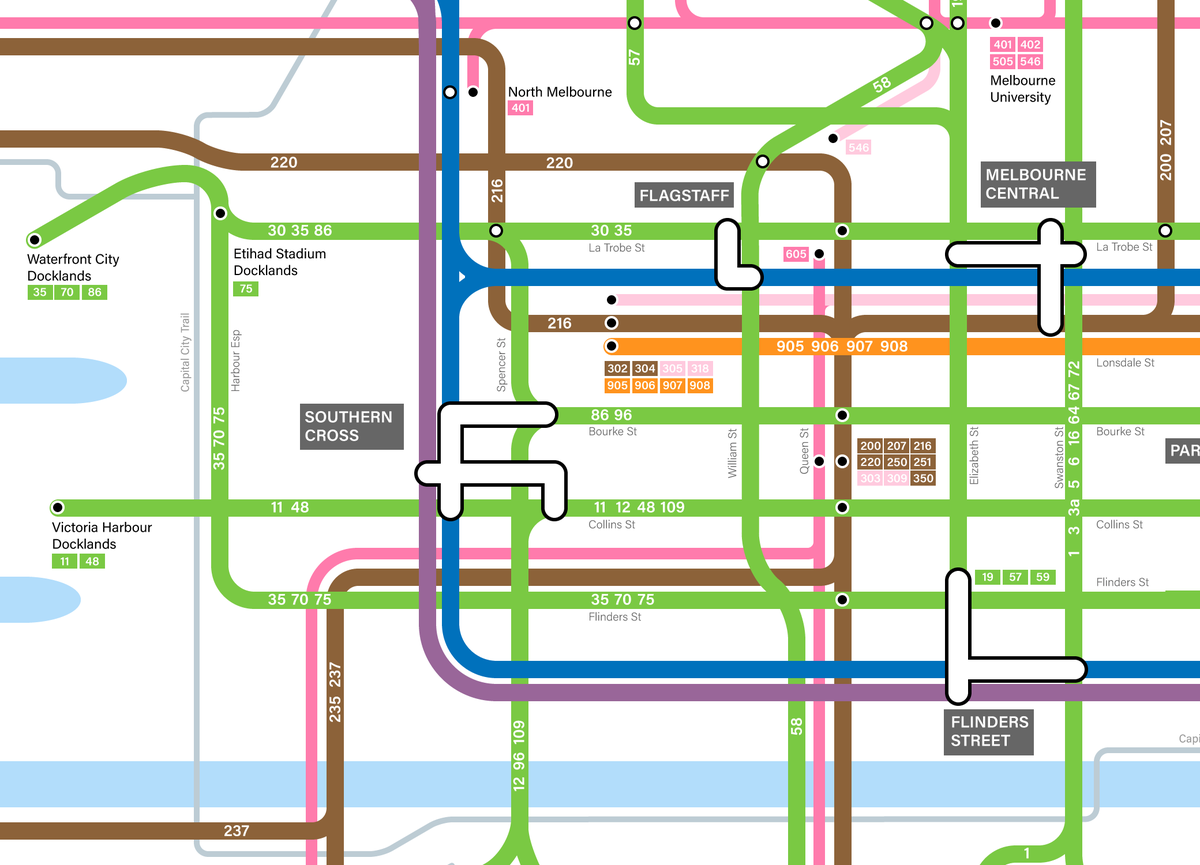 19
57
58
401 402
505 546
Melbourne
University
North Melbourne
401
546
200 207
220
220
216
MELBOURNE
CENTRAL
FLAGSTAFF
30 35 86
30 35
La Trobe St
La Trobe St
Etihad Stadium
Docklands
75
Waterfront City
Docklands
35 70 86
605
Capital City Trail
Harbour Esp
216
Spencer St
905 906 907 908
302 304 305 318
905 906 907 908
Lonsdale St
SOUTHERN
CROSS
35 70 75
86 96
Bourke St
Bourke St
William St
Queen St
200 207 216
220 250 251
303 309 350
Elizabeth St
Swanston St
1 3 3a 5 6 16 64 67 72
PAR
11 48
11 12 48 109
Collins St
Collins St
Victoria Harbour
Docklands
11 48
19 57 59
Flinders St
35 70 75
35 70 75
Flinders St
235 237
12 96 109
58
FLINDERS
STREET
Capi
237
1